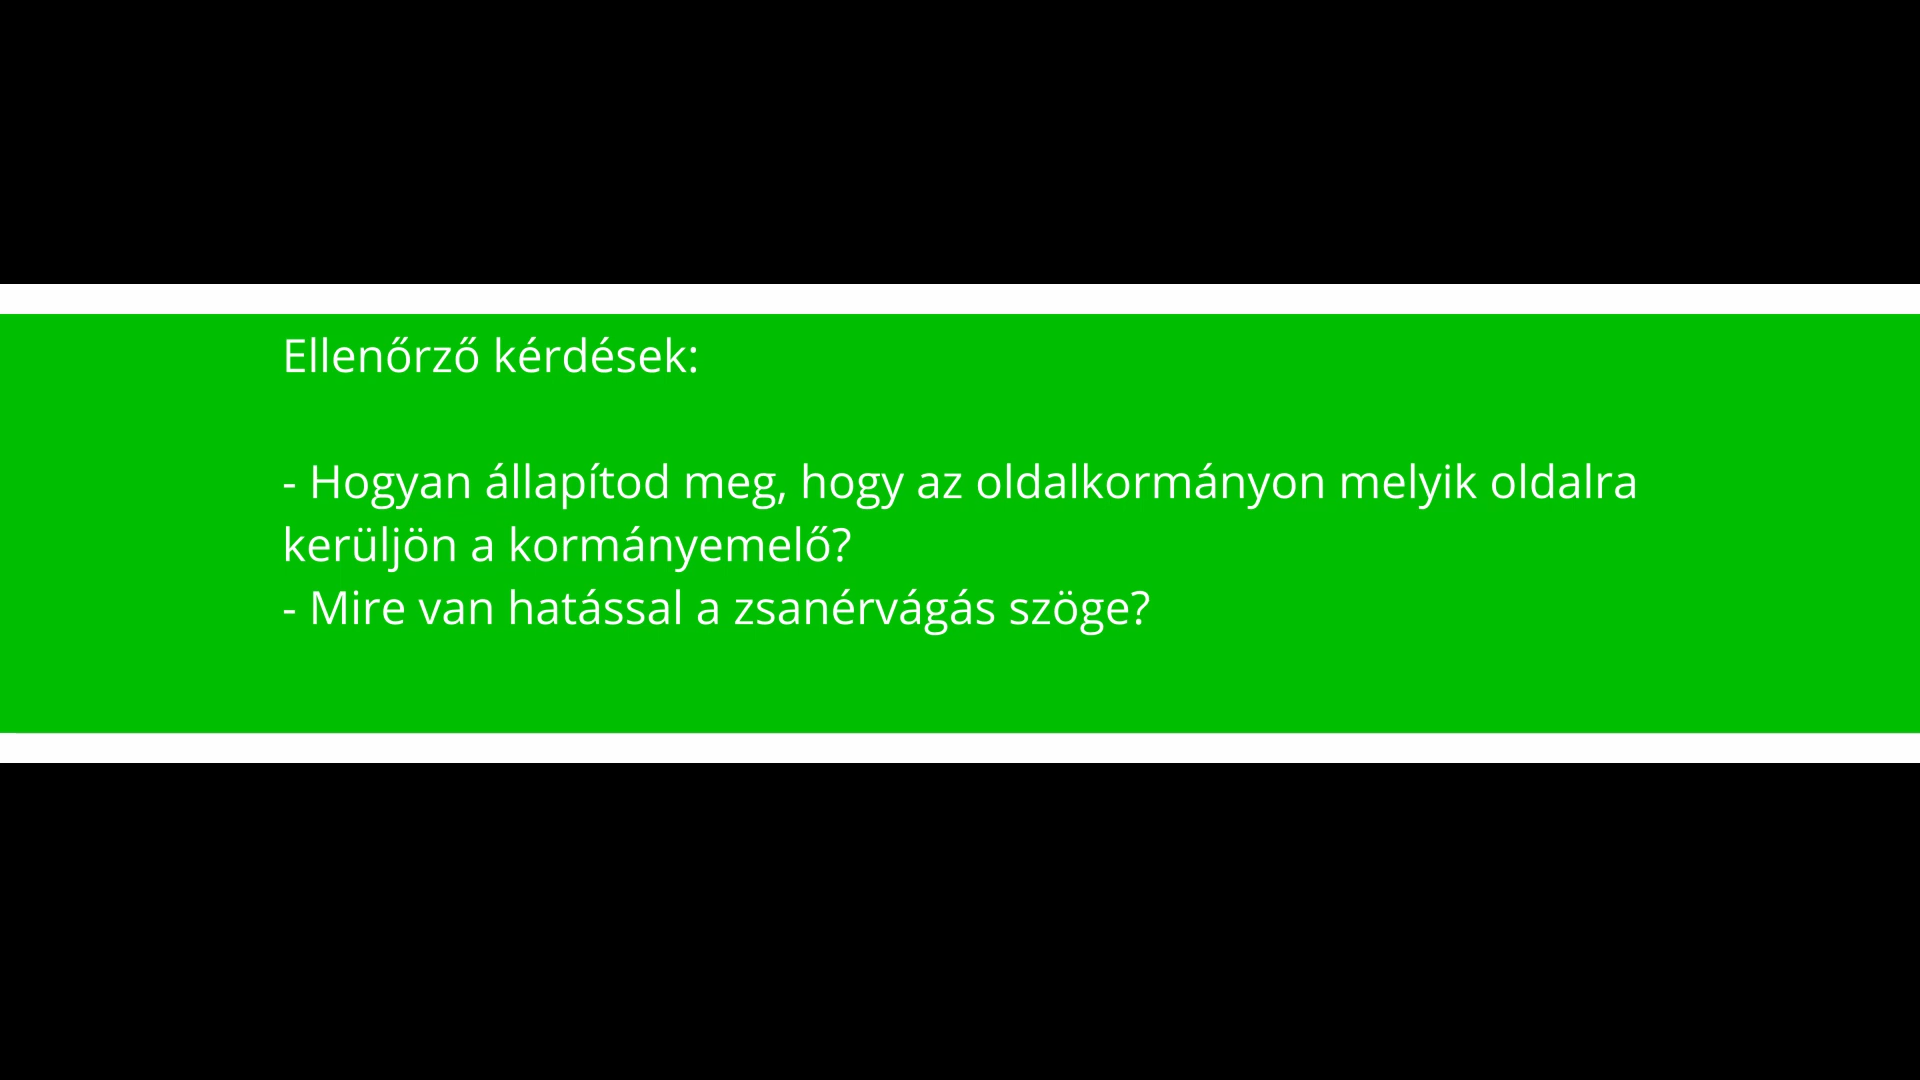 Ellenőrző kérdések:
- Hogyan állapítod meg, hogy az oldalkormányon melyik oldalra
kerüljön a kormányemelő?
- Mire van hatással a zsanérvágás szöge?